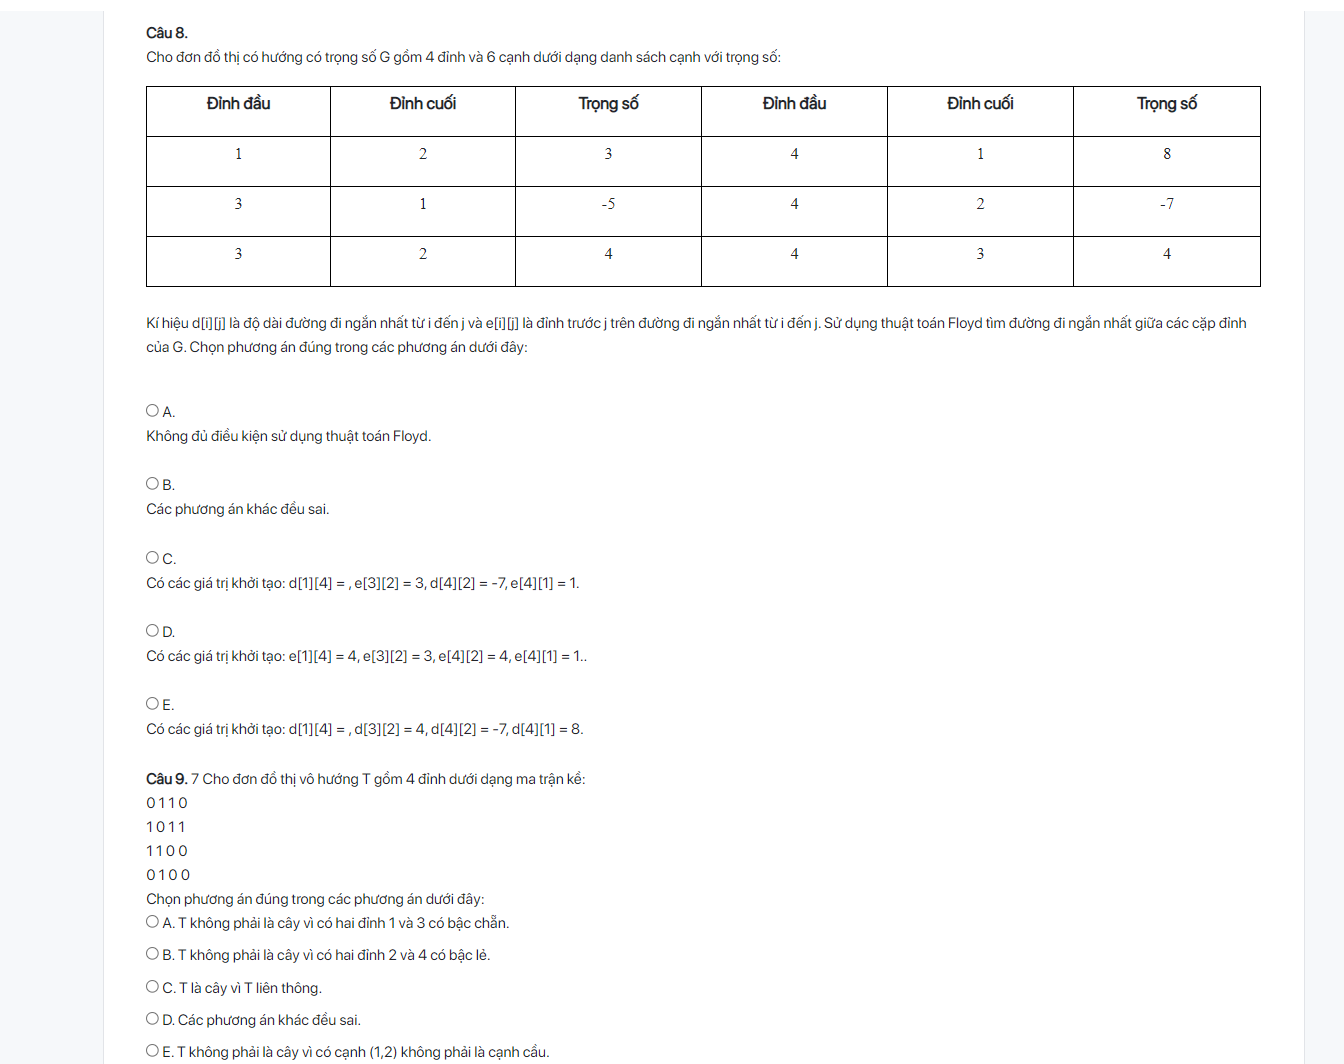 Câu 8.
Cho đơn đồ thị có hướng có trọng số G gồm 4 đỉnh và 6 cạnh dưới dạng danh sách cạnh với trọng số:
Đỉnh đầu Đỉnh cuối Trọng số Đỉnh đầu Đỉnh cuối Trọng số
1 2 3 4 1 8
3 1 -5 4 2 -7
3 2 4 4 3 4
Kí hiệu d[i][j] là độ dài đường đi ngắn nhất từ i đến j và e[i][j] là đỉnh trước j trên đường đi ngắn nhất từ i đến j. Sử dụng thuật toán Floyd tìm đường đi ngắn nhất giữa các cặp đỉnh
của G. Chọn phương án đúng trong các phương án dưới đây:
A.
Không đủ điều kiện sử dụng thuật toán Floyd.
B.
Các phương án khác đều sai.
C.
Có các giá trị khởi tạo: d[1][4] = , e[3][2] = 3, d[4][2] = -7, e[4][1] = 1.
D.
Có các giá trị khởi tạo: e[1][4] = 4, e[3][2] = 3, e[4][2] = 4, e[4][1] = 1..
E.
Có các giá trị khởi tạo: d[1][4] = , d[3][2] = 4, d[4][2] = -7, d[4][1] = 8.
Câu 9. 7 Cho đơn đồ thị vô hướng T gồm 4 đỉnh dưới dạng ma trận kề:
0 1 1 0
1 0 1 1
1 1 0 0
0 1 0 0
Chọn phương án đúng trong các phương án dưới đây:
A. T không phải là cây vì có hai đỉnh 1 và 3 có bậc chẵn.
B. T không phải là cây vì có hai đỉnh 2 và 4 có bậc lẻ.
C. T là cây vì T liên thông.
D. Các phương án khác đều sai.
E. T không phải là cây vì có cạnh (1,2) không phải là cạnh cầu.